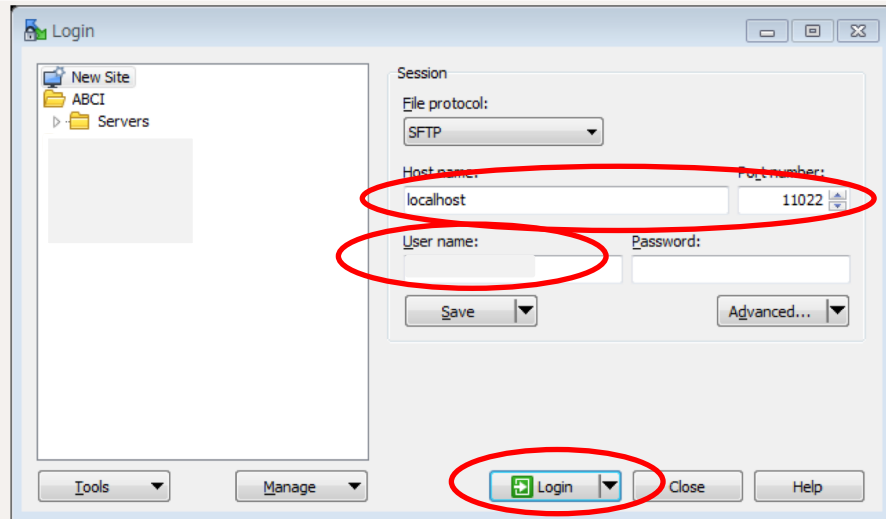 Login
New Site
ABCI
Servers
Session
File protocol:
SFTP
Host name:
Port number:
localhost
11022
User name:
Password:
Save
Advanced...
Tools
Manage
Login
Close
Help